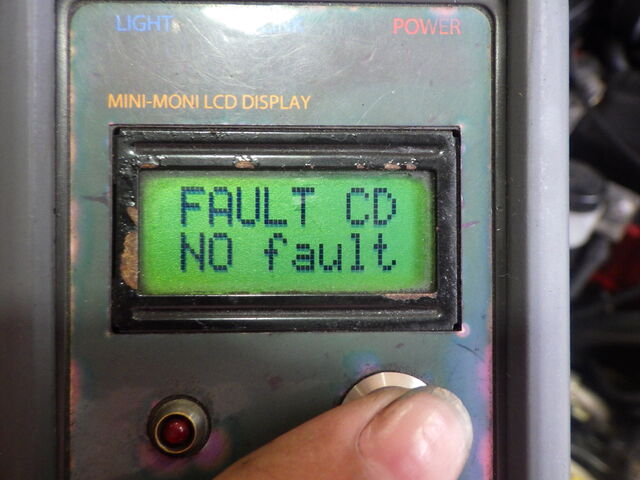 LIGHT POWER
MINI-MONI LCD DISPLAY
FAULT CD
NO fault